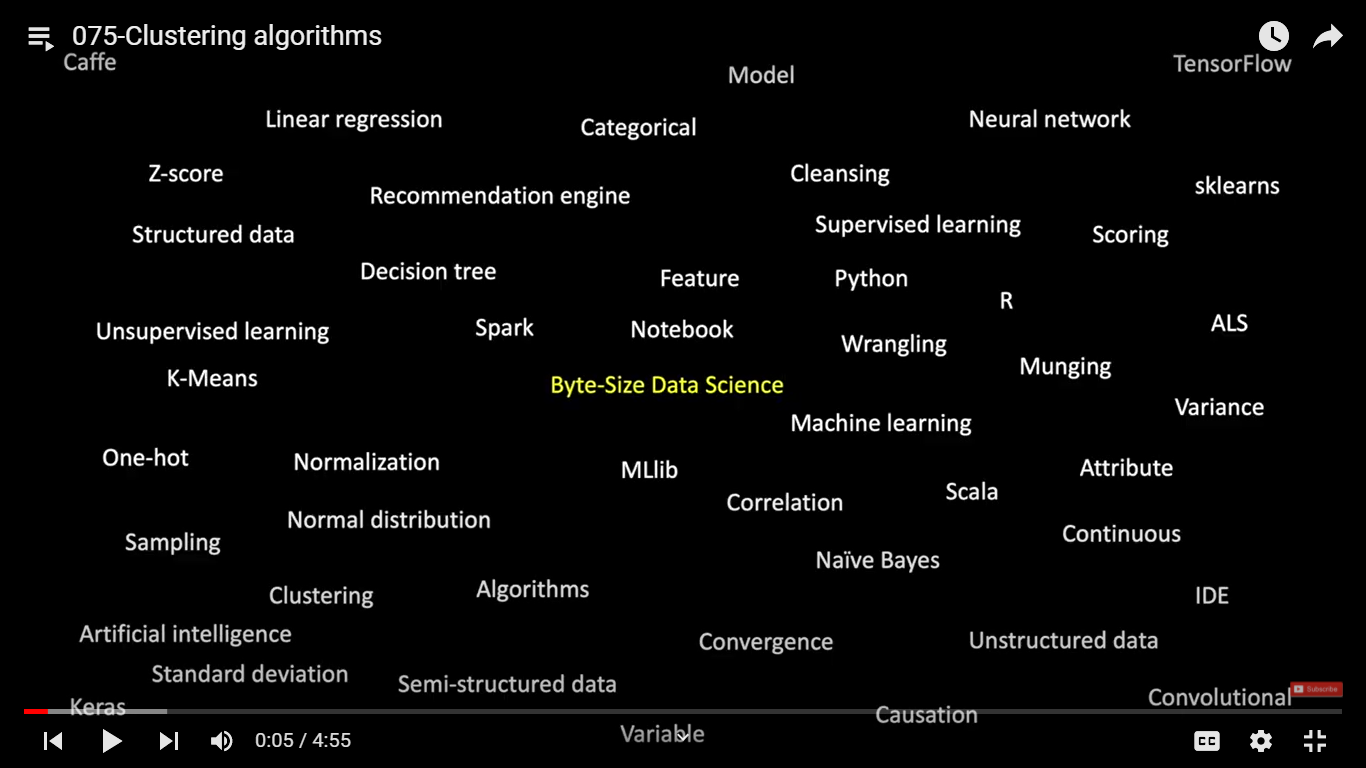 075-Clustering algorithms
Caffe
Model
TensorFlow
Linear regression
Categorical
Neural network
Z-score
Recommendation engine
Cleansing
sklearns
Structured data
Supervised learning
Scoring
Decision tree
Feature
Python
R
Unsupervised learning
Spark
Notebook
Wrangling
ALS
K-Means
Byte-Size Data Science
Munging
Variance
Machine learning
One-hot
Normalization
MLlib
Attribute
Correlation
Scala
Normal distribution
Sampling
Continuous
Naïve Bayes
Clustering
Algorithms
IDE
Artificial intelligence
Convergence
Unstructured data
Standard deviation
Semi-structured data
Convolutional
Subscribe
Keras
Causation
Variable
0:05 / 4:55
CC